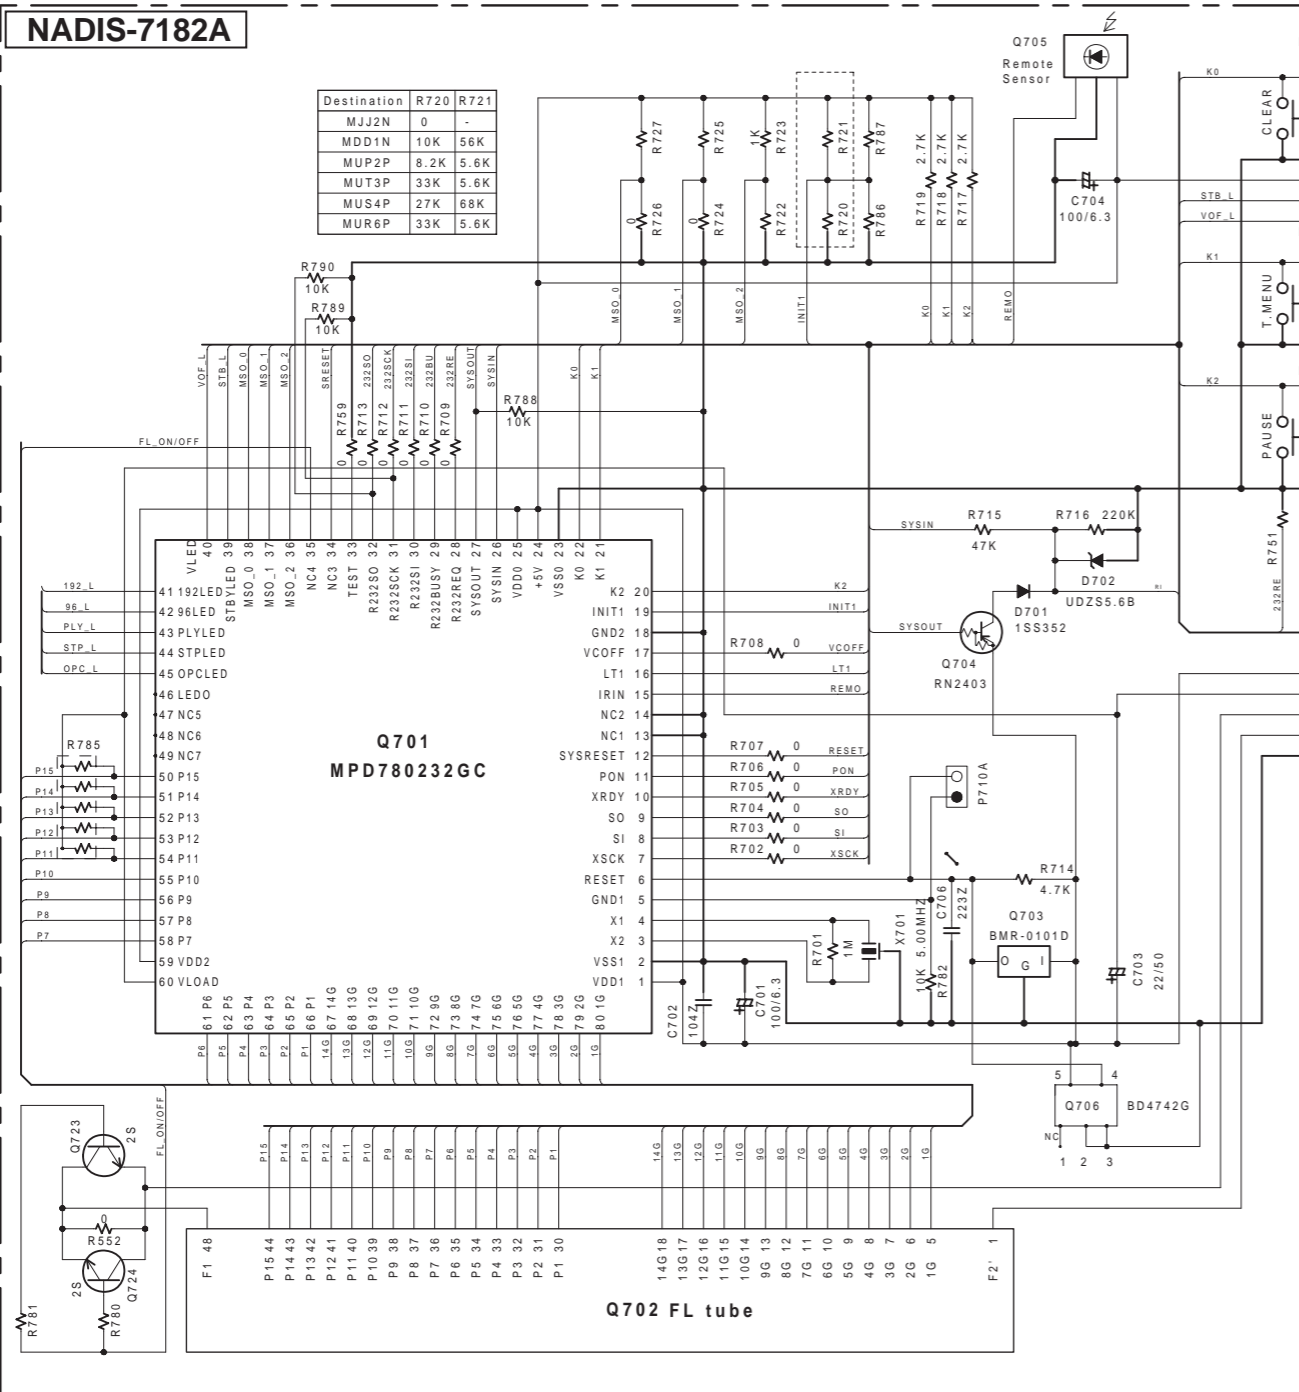 NADIS-7182A
Destination R720 R721
MJJ2N 0 -
MDD1N 10K 56K
MUP2P 8.2K 5.6K
MUT3P 33K 5.6K
MUS4P 27K 68K
MUR6P 33K 5.6K
Q705
Remote
Sensor
K0
CLEAR
STB_L
VOF_L
K1
T.MENU
K2
PAUSE
R727
R725
1K
R723
R721
R787
2.7K
2.7K
2.7K
R719
R718
R717
0
R726
0
R724
R722
R720
R786
C704
100/6.3
R790
10K
R789
10K
MSO_0
MSO_1
MSO_2
INIT1
K0
K1
K2
REMO
VOF_L
STB_L
MSO_0
MSO_1
MSO_2
SRESET
232SO
232SCK
232SI
232BU
232RE
SYSOUT
SYSIN
K0
K1
R788
10K
0 R759
0 R713
0 R712
0 R711
0 R710
0 R709
FL_ON/OFF
VLED 40
STBYLED 39
MSO_0 38
MSO_1 37
MSO_2 36
NC4 35
NC3 34
TEST 33
R232SO 32
R232SCK 31
R232SI 30
R232BUSY 29
R232REQ 28
SYSOUT 27
SYSIN 26
VDD0 25
+5V 24
VSS0 23
K0 22
K1 21
SYSIN
R715
47K
R716 220K
D702
UDZS5.6B
D701
1SS352
RI
R751
232RE
SYSOUT
Q704
RN2403
192_L
96_L
PLY_L
STP_L
OPC_L
41 192LED
42 96LED
43 PLYLED
44 STPLED
45 OPCLED
46 LEDO
47 NC5
48 NC6
49 NC7
50 P15
51 P14
52 P13
53 P12
54 P11
55 P10
56 P9
57 P8
58 P7
59 VDD2
60 VLOAD
R785
P15
P14
P13
P12
P11
P10
P9
P8
P7
Q701
MPD780232GC
K2 20
INIT1 19
GND2 18
VCOFF 17
LT1 16
IRIN 15
NC2 14
NC1 13
SYSRESET 12
PON 11
XRDY 10
SO 9
SI 8
XSCK 7
RESET 6
GND1 5
X1 4
X2 3
VSS1 2
VDD1 1
K2
INIT1
R708 0 VCOFF
LT1
REMO
R707 0 RESET
R706 0 PON
R705 0 XRDY
R704 0 SO
R703 0 SI
R702 0 XSCK
P710A
R714
4.7K
Q703
BMR-0101D
O G I
C706
223Z
X701
5.00MHZ
10K
R782
R701
1M
C703
22/50
C702
104Z
C701
100/6.3
61 P6
62 P5
63 P4
64 P3
65 P2
66 P1
67 14G
68 13G
69 12G
70 11G
71 10G
72 9G
73 8G
74 7G
75 6G
76 5G
77 4G
78 3G
79 2G
80 1G
P6
P5
P4
P3
P2
P1
14G
13G
12G
11G
10G
9G
8G
7G
6G
5G
4G
3G
2G
1G
5 4
Q706 BD4742G
NC
1 2 3
Q723
2S
FL_ON/OFF
0
R552
2S
Q724
R781
R780
P15
P14
P13
P12
P11
P10
P9
P8
P7
P6
P5
P4
P3
P2
P1
14G
13G
12G
11G
10G
9G
8G
7G
6G
5G
4G
3G
2G
1G
F1 48
P15 44
P14 43
P13 42
P12 41
P11 40
P10 39
P9 38
P8 37
P7 36
P6 35
P5 34
P4 33
P3 32
P2 31
P1 30
14G 18
13G 17
12G 16
11G 15
10G 14
9G 13
8G 12
7G 11
6G 10
5G 9
4G 8
3G 7
2G 6
1G 5
F2' 1
Q702 FL tube